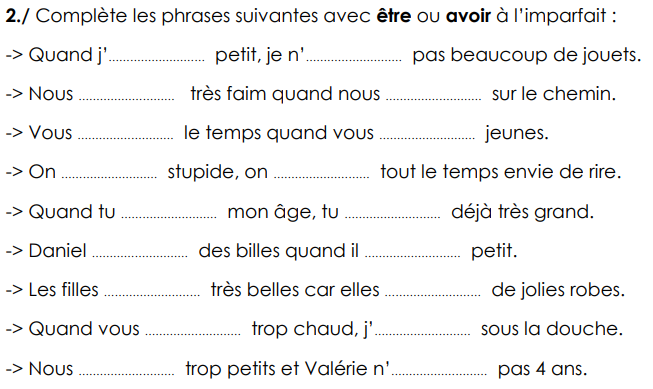 2./ Complète les phrases suivantes avec être ou avoir à l'imparfait :
-> Quand j'........................... petit, je n'........................... pas beaucoup de jouets.
-> Nous ........................... très faim quand nous ........................... sur le chemin.
-> Vous ........................... le temps quand vous ........................... jeunes.
-> On ........................... stupide, on ........................... tout le temps envie de rire.
-> Quand tu ........................... mon âge, tu ........................... déjà très grand.
-> Daniel ........................... des billes quand il ........................... petit.
-> Les filles ........................... très belles car elles ........................... de jolies robes.
-> Quand vous ........................... trop chaud, j'........................... sous la douche.
-> Nous ........................... trop petits et Valérie n'........................... pas 4 ans.